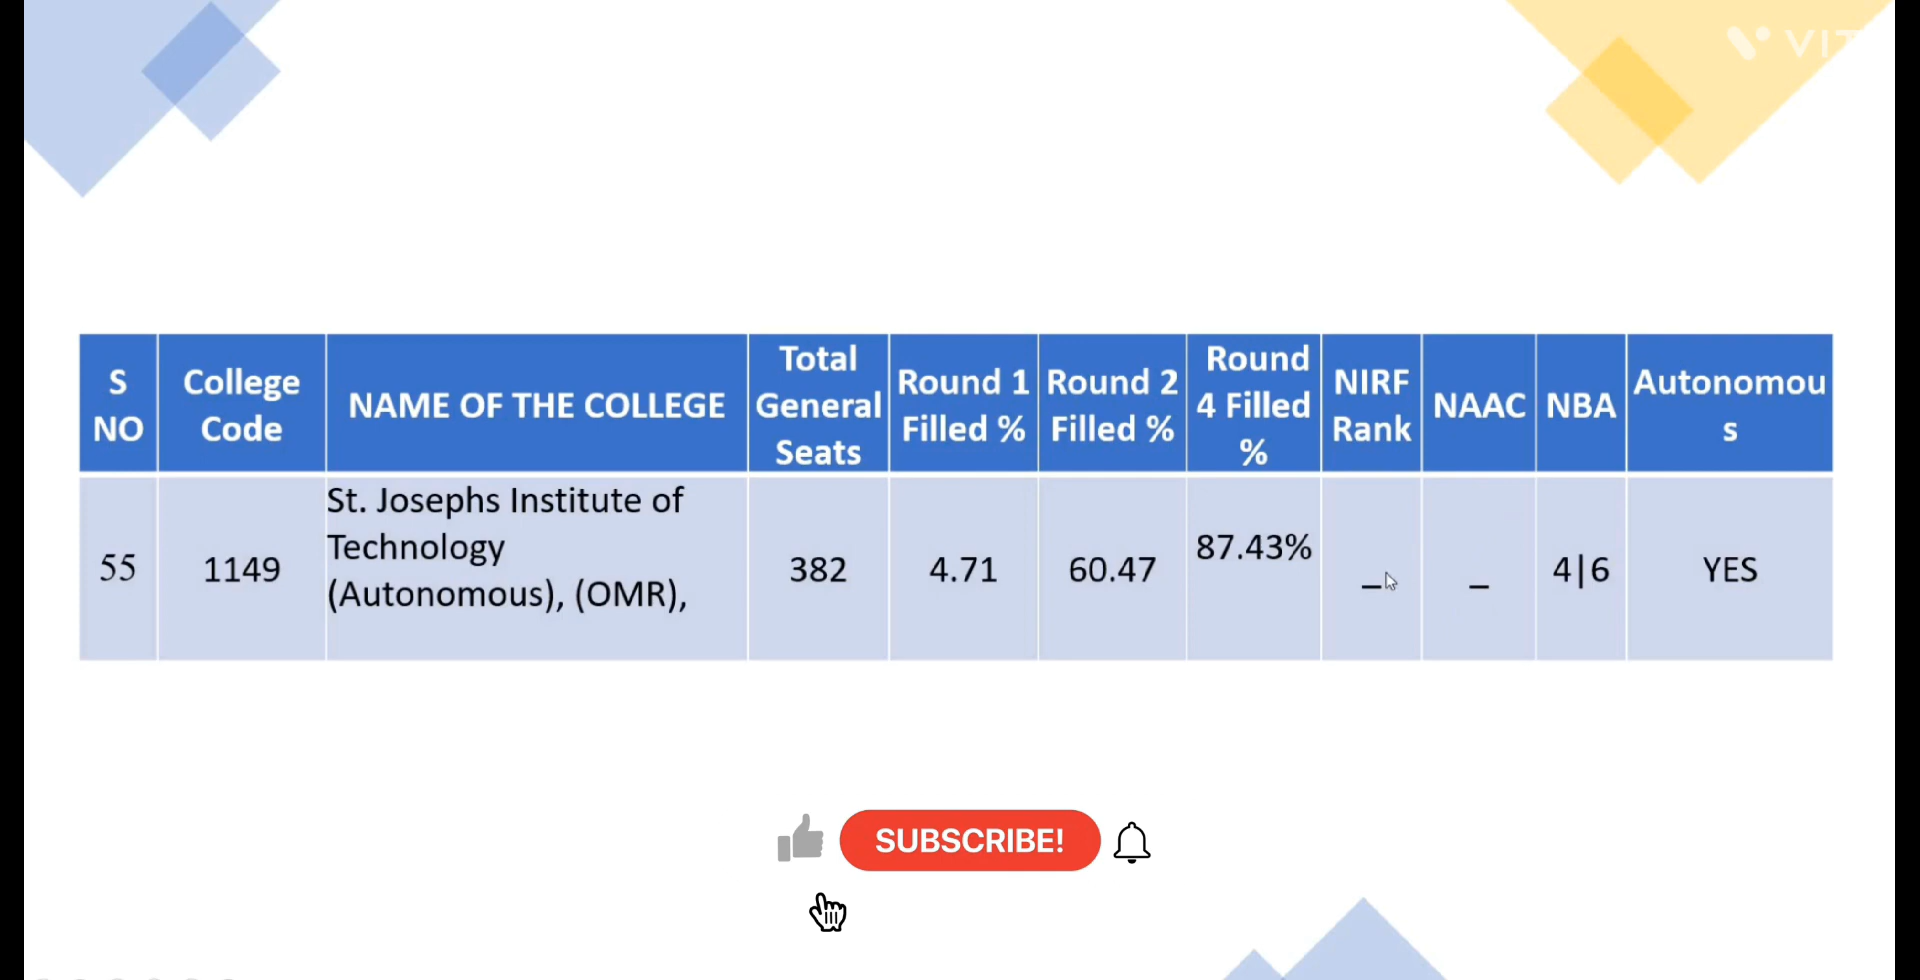 VIT
S NO
College Code
NAME OF THE COLLEGE
Total General Seats
Round 1 Filled %
Round 2 Filled %
Round 4 Filled %
NIRF Rank
NAAC
NBA
Autonomou
s
55
1149
St. Josephs Institute of
Technology
(Autonomous), (OMR),
382
4.71
60.47
87.43%
_
_
4|6
YES
SUBSCRIBE!